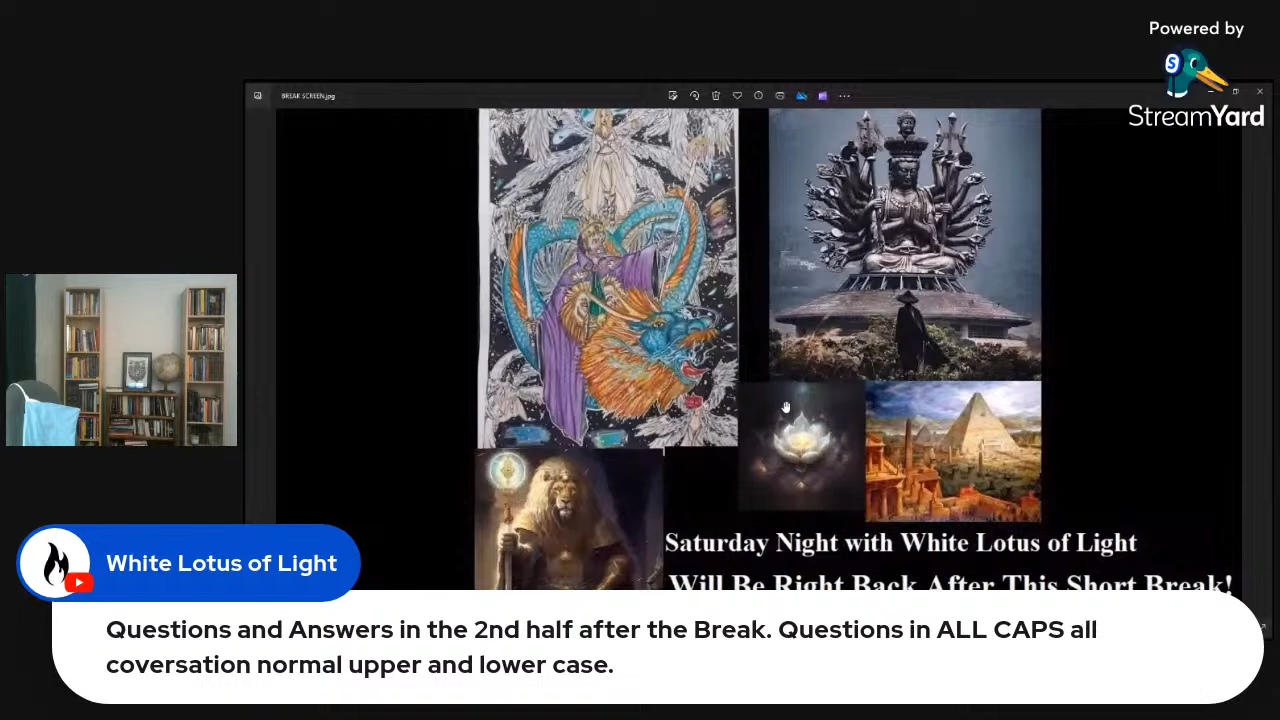 Powered by
StreamYard
BREAK SCREEN.jpg
Saturday Night with White Lotus of Light
Will Be Right Back After This Short Break!
White Lotus of Light
Questions and Answers in the 2nd half after the Break. Questions in ALL CAPS all
coversation normal upper and lower case.